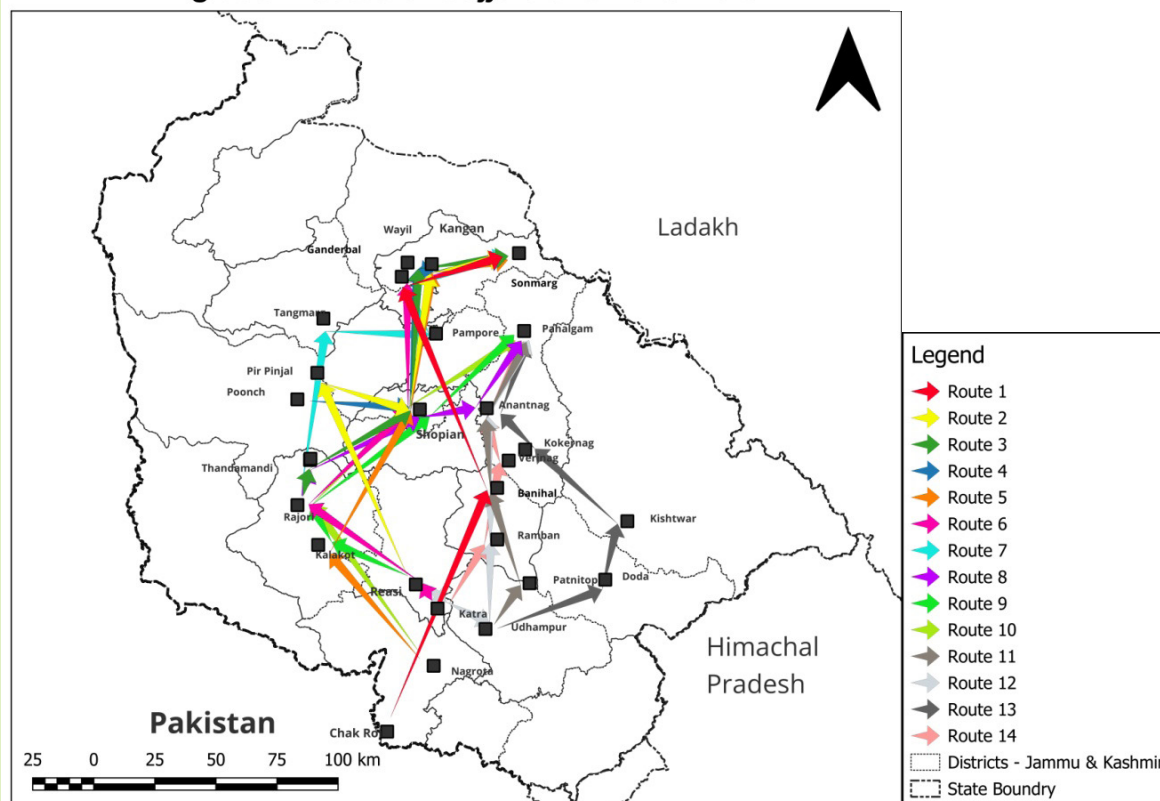 Wayil
Kangan
Ladakh
Ganderbal
Sonmarg
Tangmarg
Pampore
Pahalgam
Pir Pinjal
Poonch
Anantnag
Shopian
Kokernag
Verinag
Thandamandi
Banihal
Rajori
Kishtwar
Ramban
Kalakot
Patnitop
Doda
Reasi
Katra
Udhampur
Himachal
Pradesh
Nagrota
Pakistan
Chak Ro
25 0 25 50 75 100 km
Legend
Route 1
Route 2
Route 3
Route 4
Route 5
Route 6
Route 7
Route 8
Route 9
Route 10
Route 11
Route 12
Route 13
Route 14
Districts - Jammu & Kashmir
State Boundry